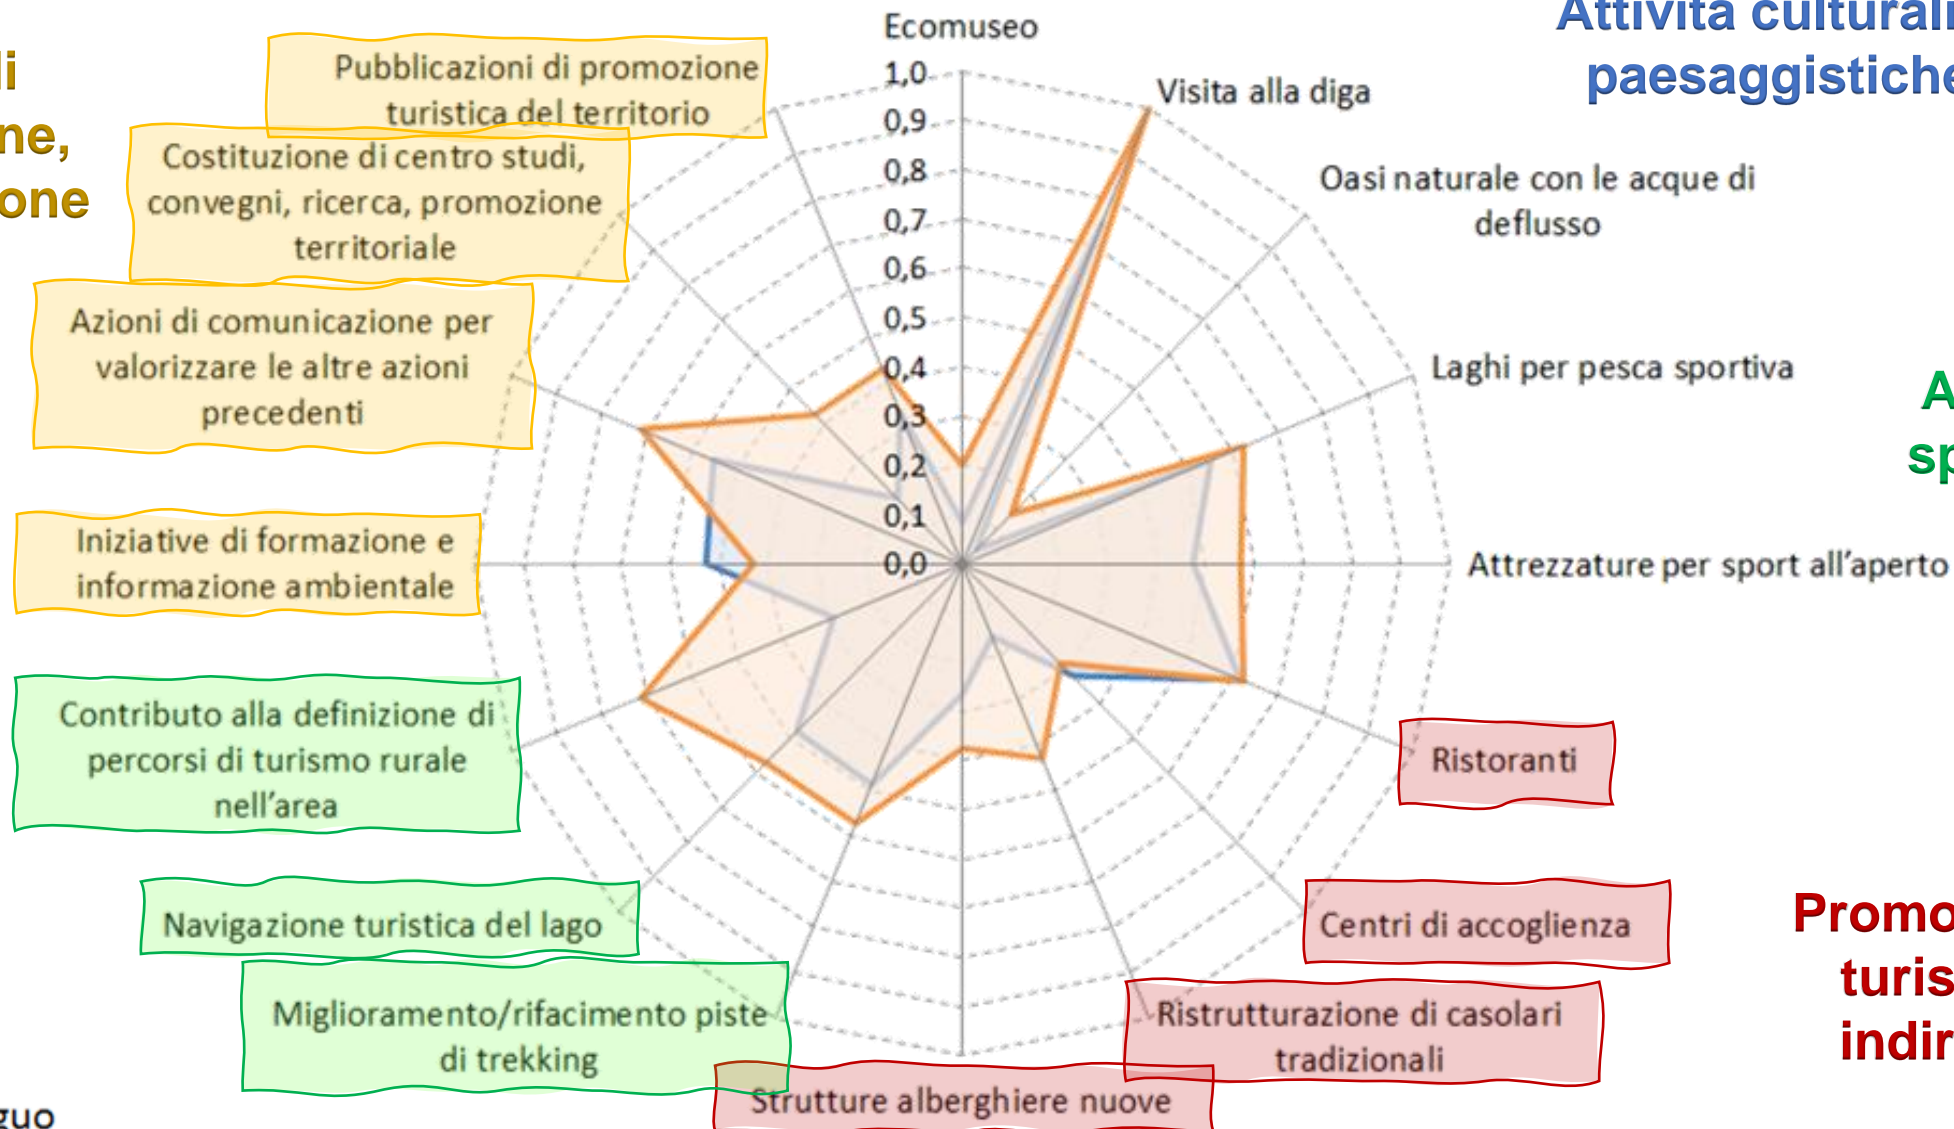 Ecomuseo
Attività culturali
paesaggistiche
Pubblicazioni di promozione
turistica del territorio
Visita alla diga
Costituzione di centro studi,
convegni, ricerca, promozione
territoriale
Oasi naturale con le acque di
deflusso
Azioni di comunicazione per
valorizzare le altre azioni
precedenti
Laghi per pesca sportiva
Iniziative di formazione e
informazione ambientale
Attrezzature per sport all'aperto
Contributo alla definizione di
percorsi di turismo rurale
nell'area
Ristoranti
Navigazione turistica del lago
Centri di accoglienza
Miglioramento/rifacimento piste
di trekking
Ristrutturazione di casolari
tradizionali
Strutture alberghiere nuove
1,0
0,9
0,8
0,7
0,6
0,5
0,4
0,3
0,2
0,1
0,0